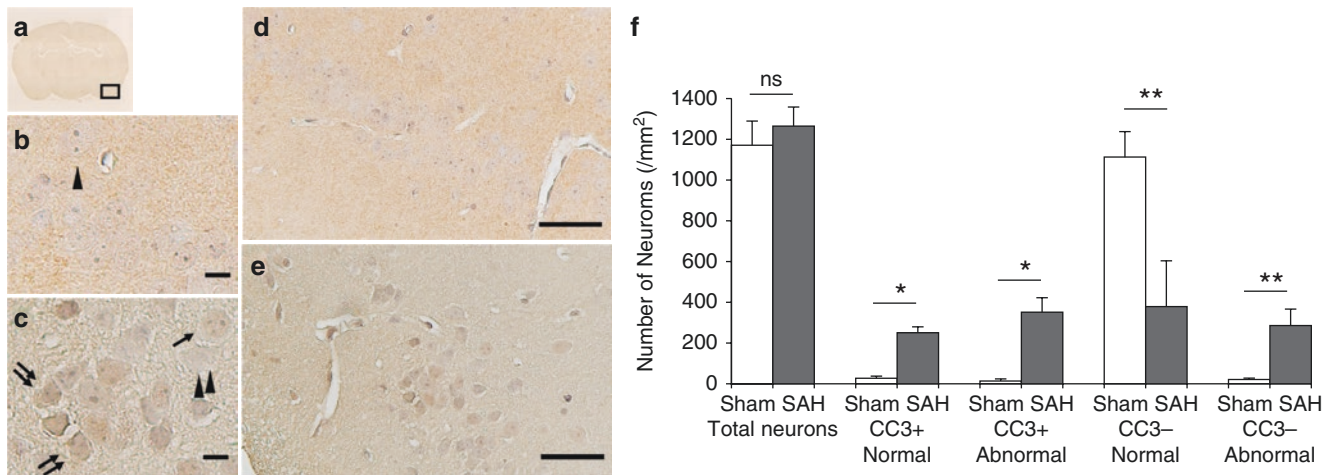 a
b
c
d
e
f
Number of Neuroms (/mm²)
1400
1200
1000
800
600
400
200
0
ns
*
*
**
**
Sham SAH Sham SAH Sham SAH Sham SAH Sham SAH
Total neurons CC3+ CC3+ CC3– CC3–
Normal Abnormal Normal Abnormal